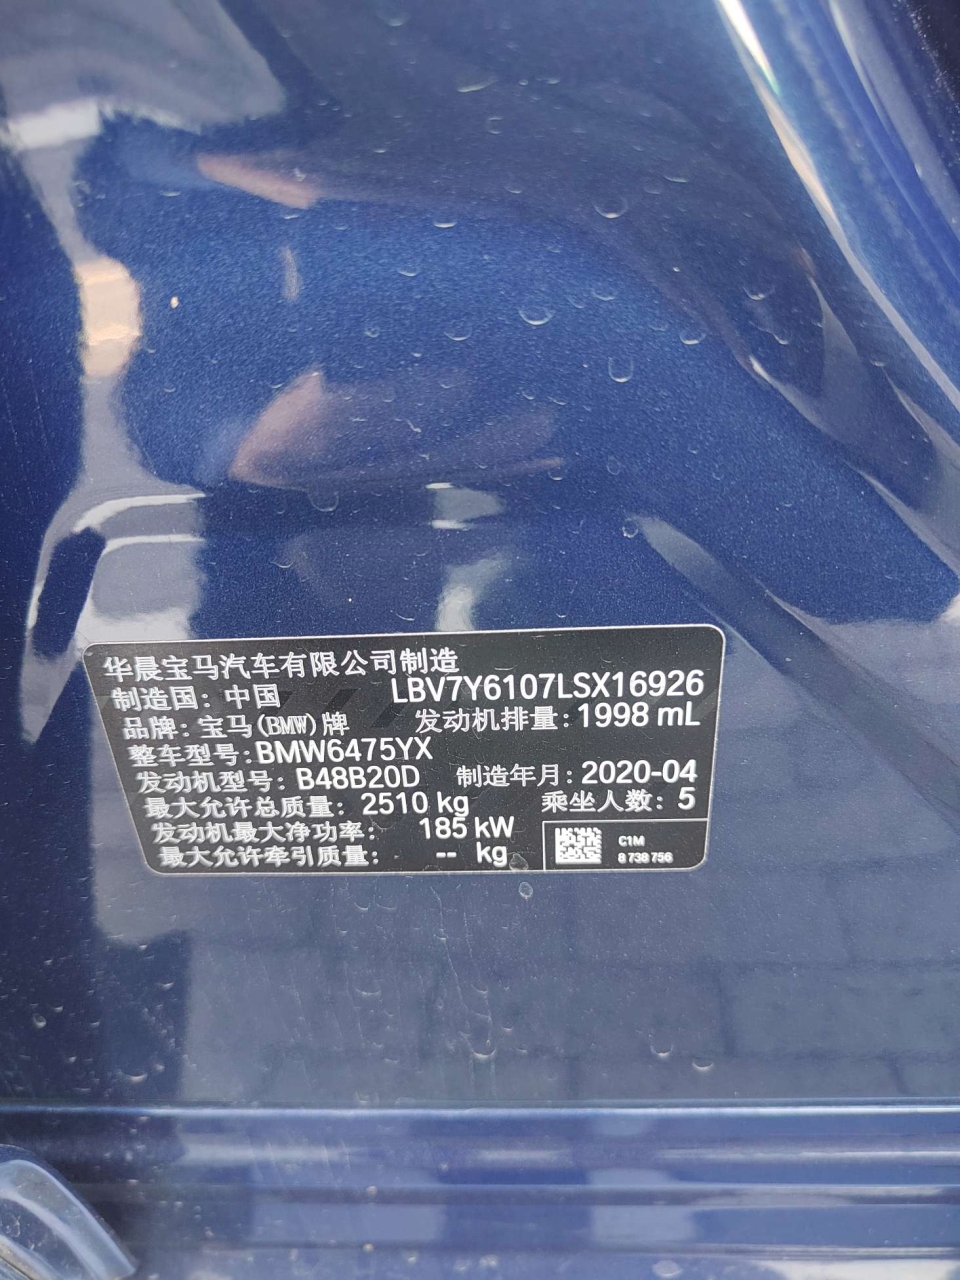 华晨宝马汽车有限公司制造
制造国：中国 LBV7Y6107LSX16926
品牌：宝马(BMW)牌 发动机排量：1998 mL
整车型号：BMW6475YX
发动机型号：B48B20D 制造年月：2020-04
最大允许总质量：2510 kg 乘坐人数：5
发动机最大净功率：185 kW
最大允许牵引质量：-- kg
C1M
8 738 756